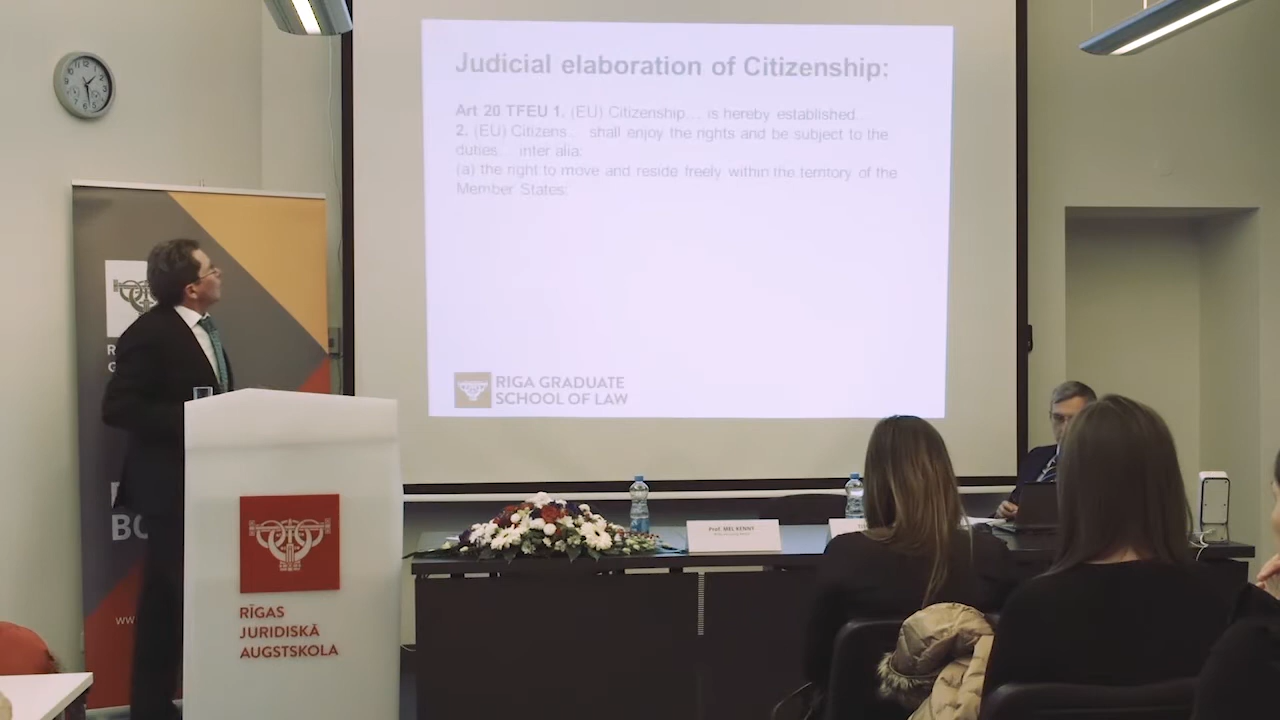 Judicial elaboration of Citizenship:
Art 20 TFEU 1. (EU) Citizenship… is hereby established…
2. (EU) Citizens… shall enjoy the rights and be subject to the
duties… inter alia:
(a) the right to move and reside freely within the territory of the
Member States;
RIGA GRADUATE
SCHOOL OF LAW
R
G
BO
www
Prof. MEL KENNY
RĪGAS
JURIDISKĀ
AUGSTSKOLA